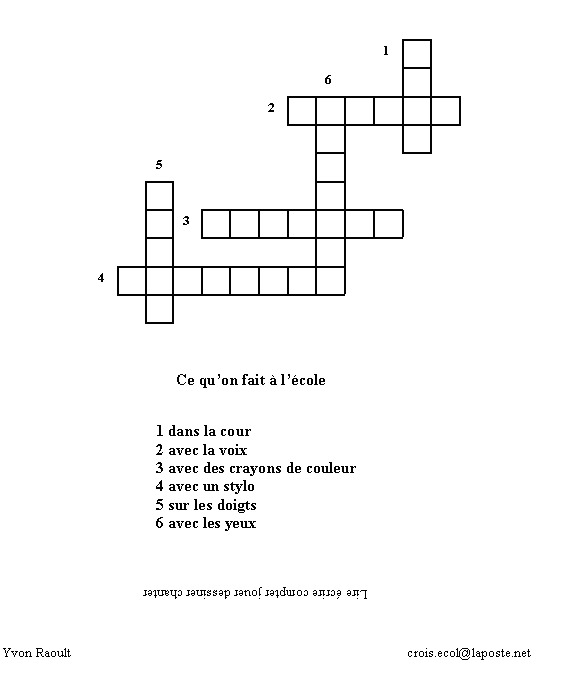 1
6
2
5
3
4
Ce qu'on fait à l'école
1 dans la cour
2 avec la voix
3 avec des crayons de couleur
4 avec un stylo
5 sur les doigts
6 avec les yeux
Lire écrire compter jouer dessiner chanter
Yvon Raoult crois.ecol@laposte.net